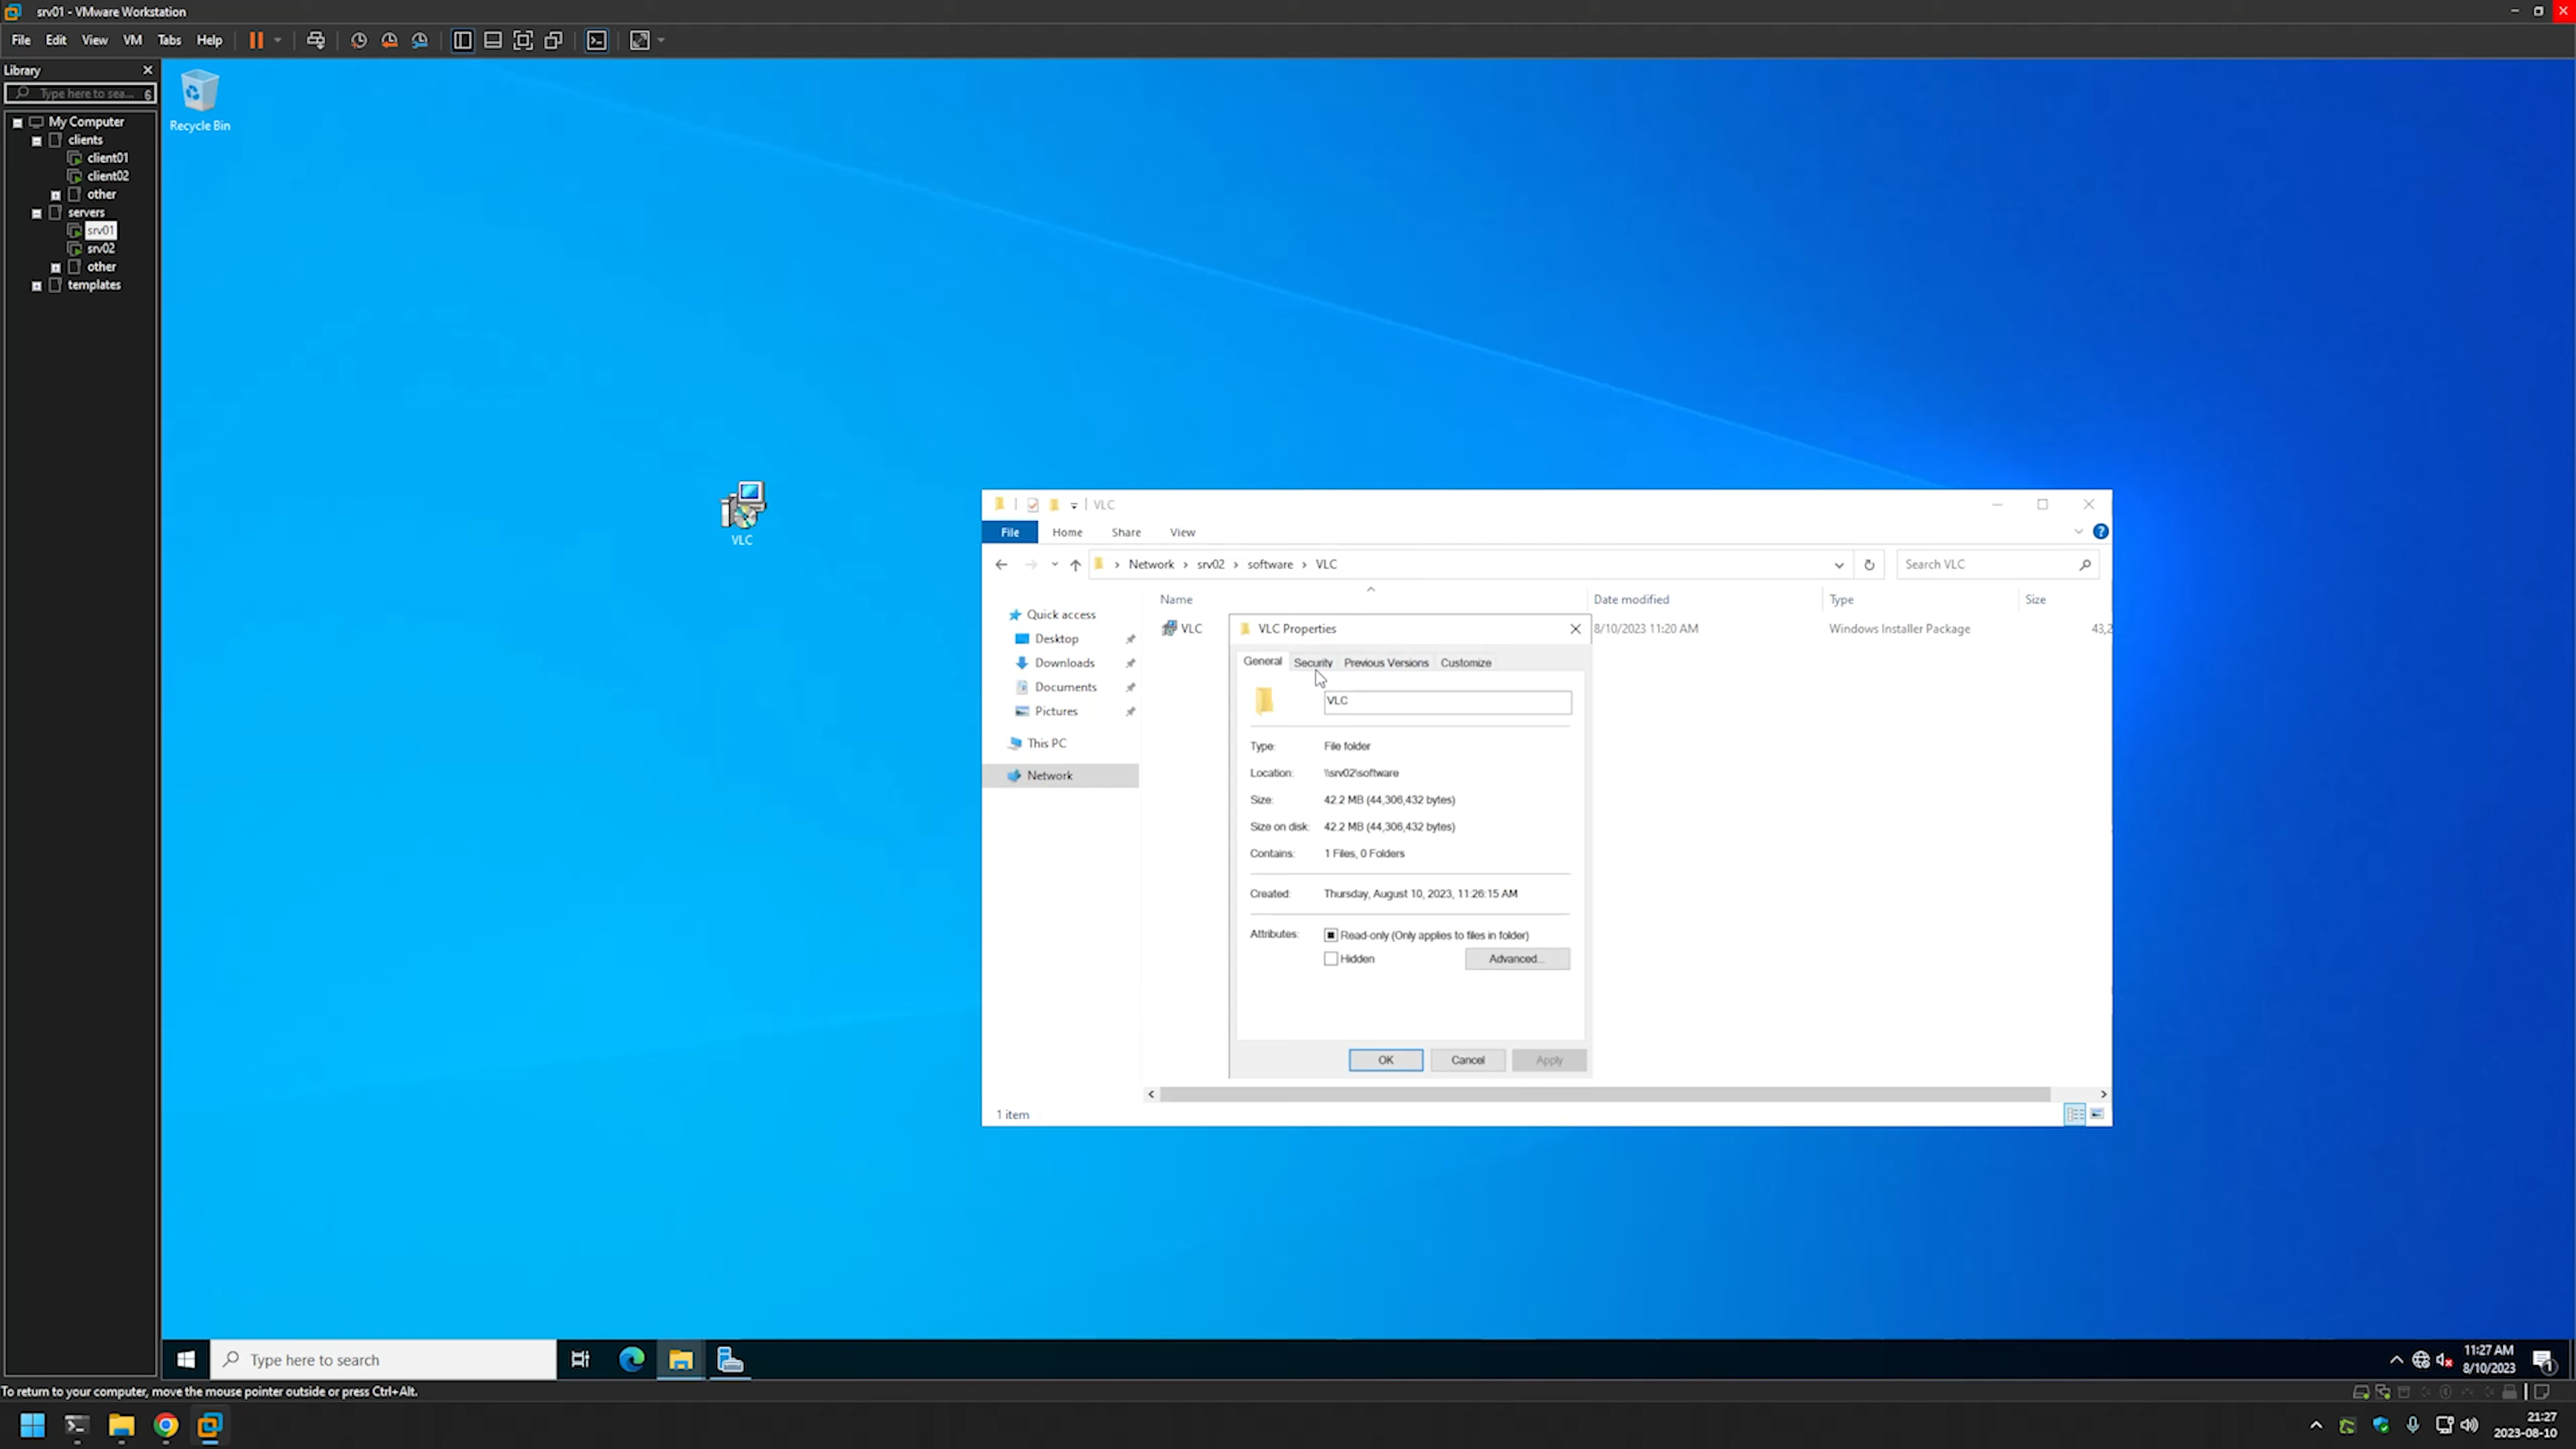 srv01 - VMware Workstation
File Edit View VM Tabs Help
Library
Type here to sea... 6
My Computer
clients
client01
client02
other
servers
srv01
srv02
other
templates
Recycle Bin
VLC
VLC
File Home Share View
Network > srv02 > software > VLC
Search VLC
Name Date modified Type Size
VLC 8/10/2023 11:20 AM Windows Installer Package 43,2
Quick access
Desktop
Downloads
Documents
Pictures
This PC
Network
VLC Properties
General Security Previous Versions Customize
VLC
Type: File folder
Location: \\srv02\software
Size: 42.2 MB (44,306,432 bytes)
Size on disk: 42.2 MB (44,306,432 bytes)
Contains: 1 Files, 0 Folders
Created: Thursday, August 10, 2023, 11:26:15 AM
Attributes: Read-only (Only applies to files in folder)
Hidden Advanced...
OK Cancel Apply
1 item
Type here to search
11:27 AM
8/10/2023
1
To return to your computer, move the mouse pointer outside or press Ctrl+Alt.
21:27
2023-08-10